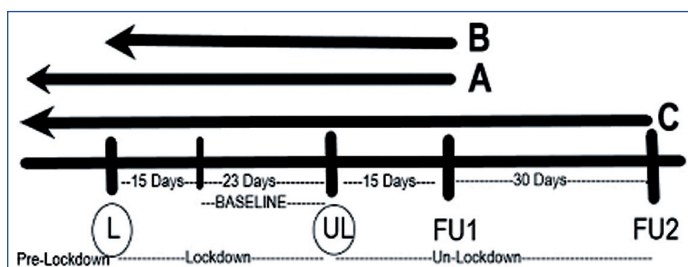 B
A
C
15 Days 23 Days 15 Days 30 Days
BASELINE
L UL FU1 FU2
Pre-Lockdown Lockdown Un-Lockdown